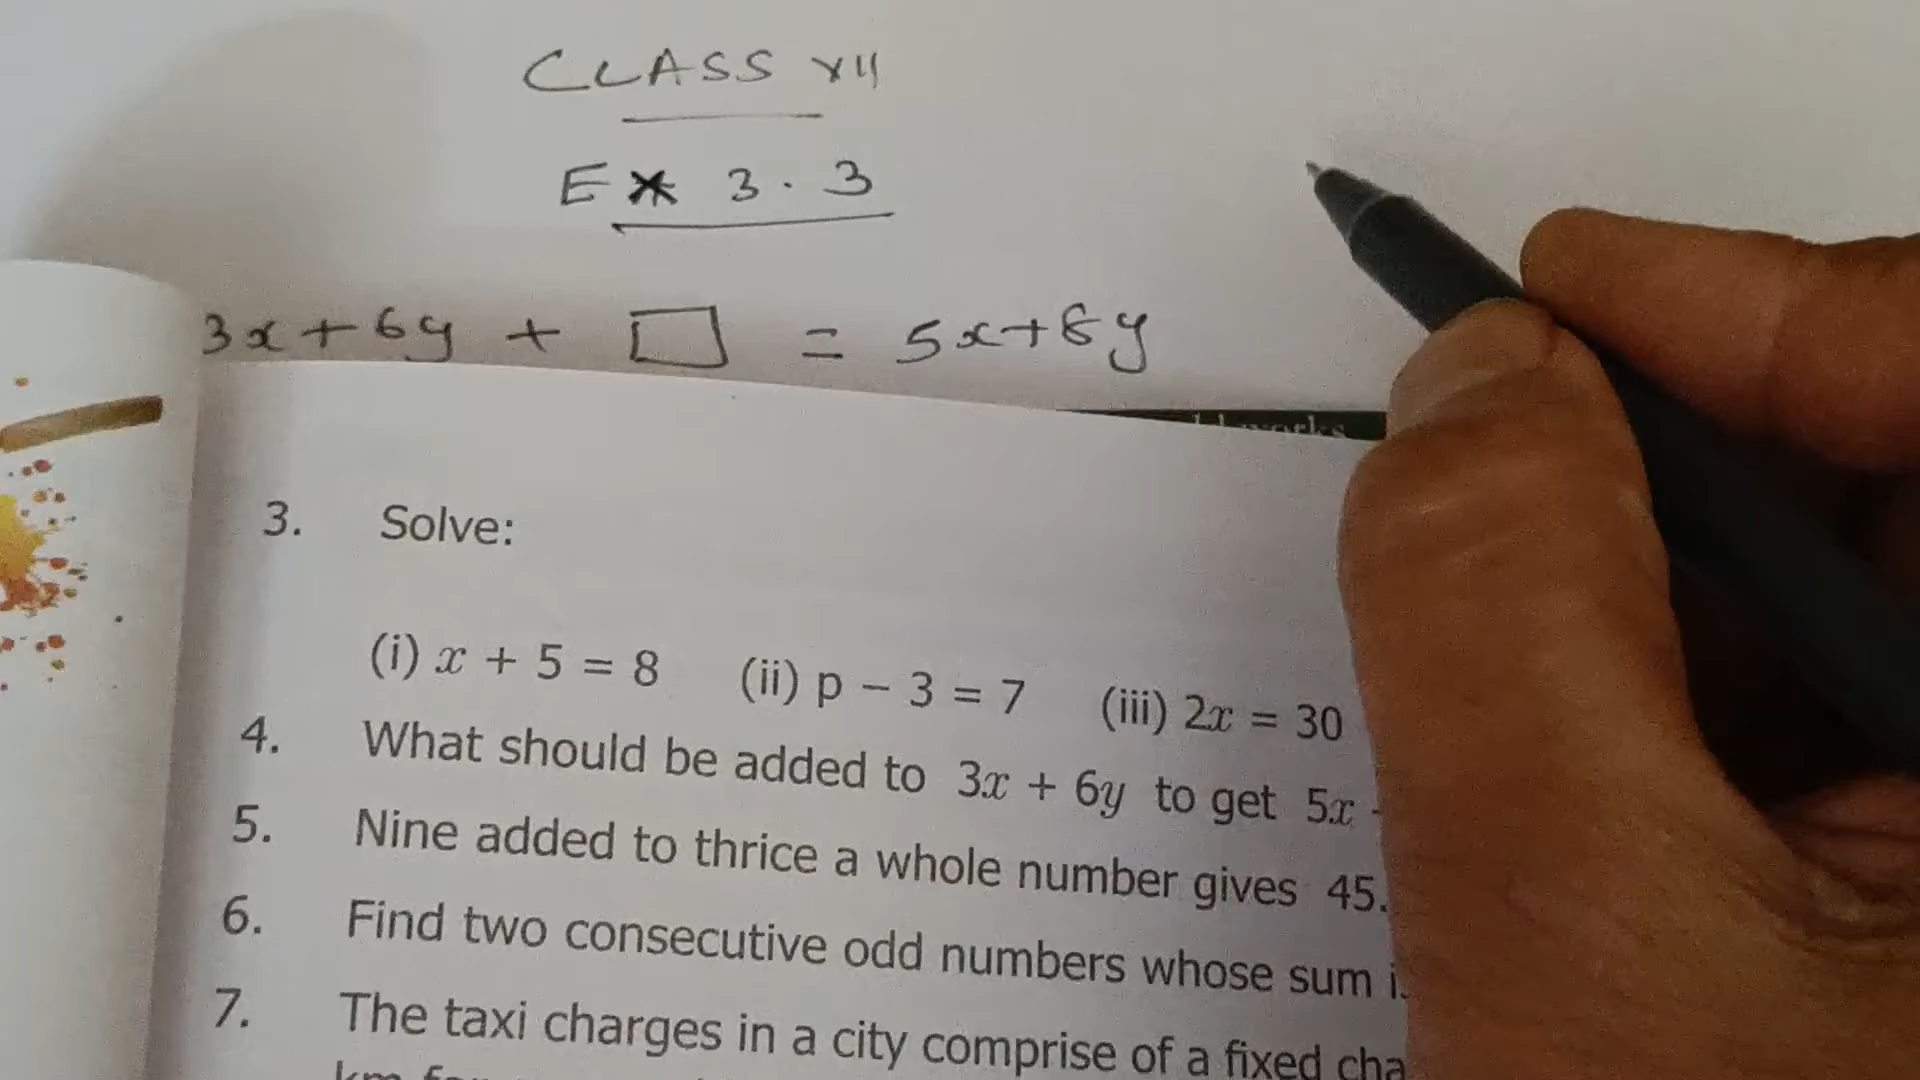 CLASS VII
Ex 3.3
3x+6y + □ = 5x+8y
works
3. Solve:
(i) x + 5 = 8 (ii) p − 3 = 7 (iii) 2x = 30
4. What should be added to 3x + 6y to get 5x
5. Nine added to thrice a whole number gives 45.
6. Find two consecutive odd numbers whose sum
7. The taxi charges in a city comprise of a fixed
km